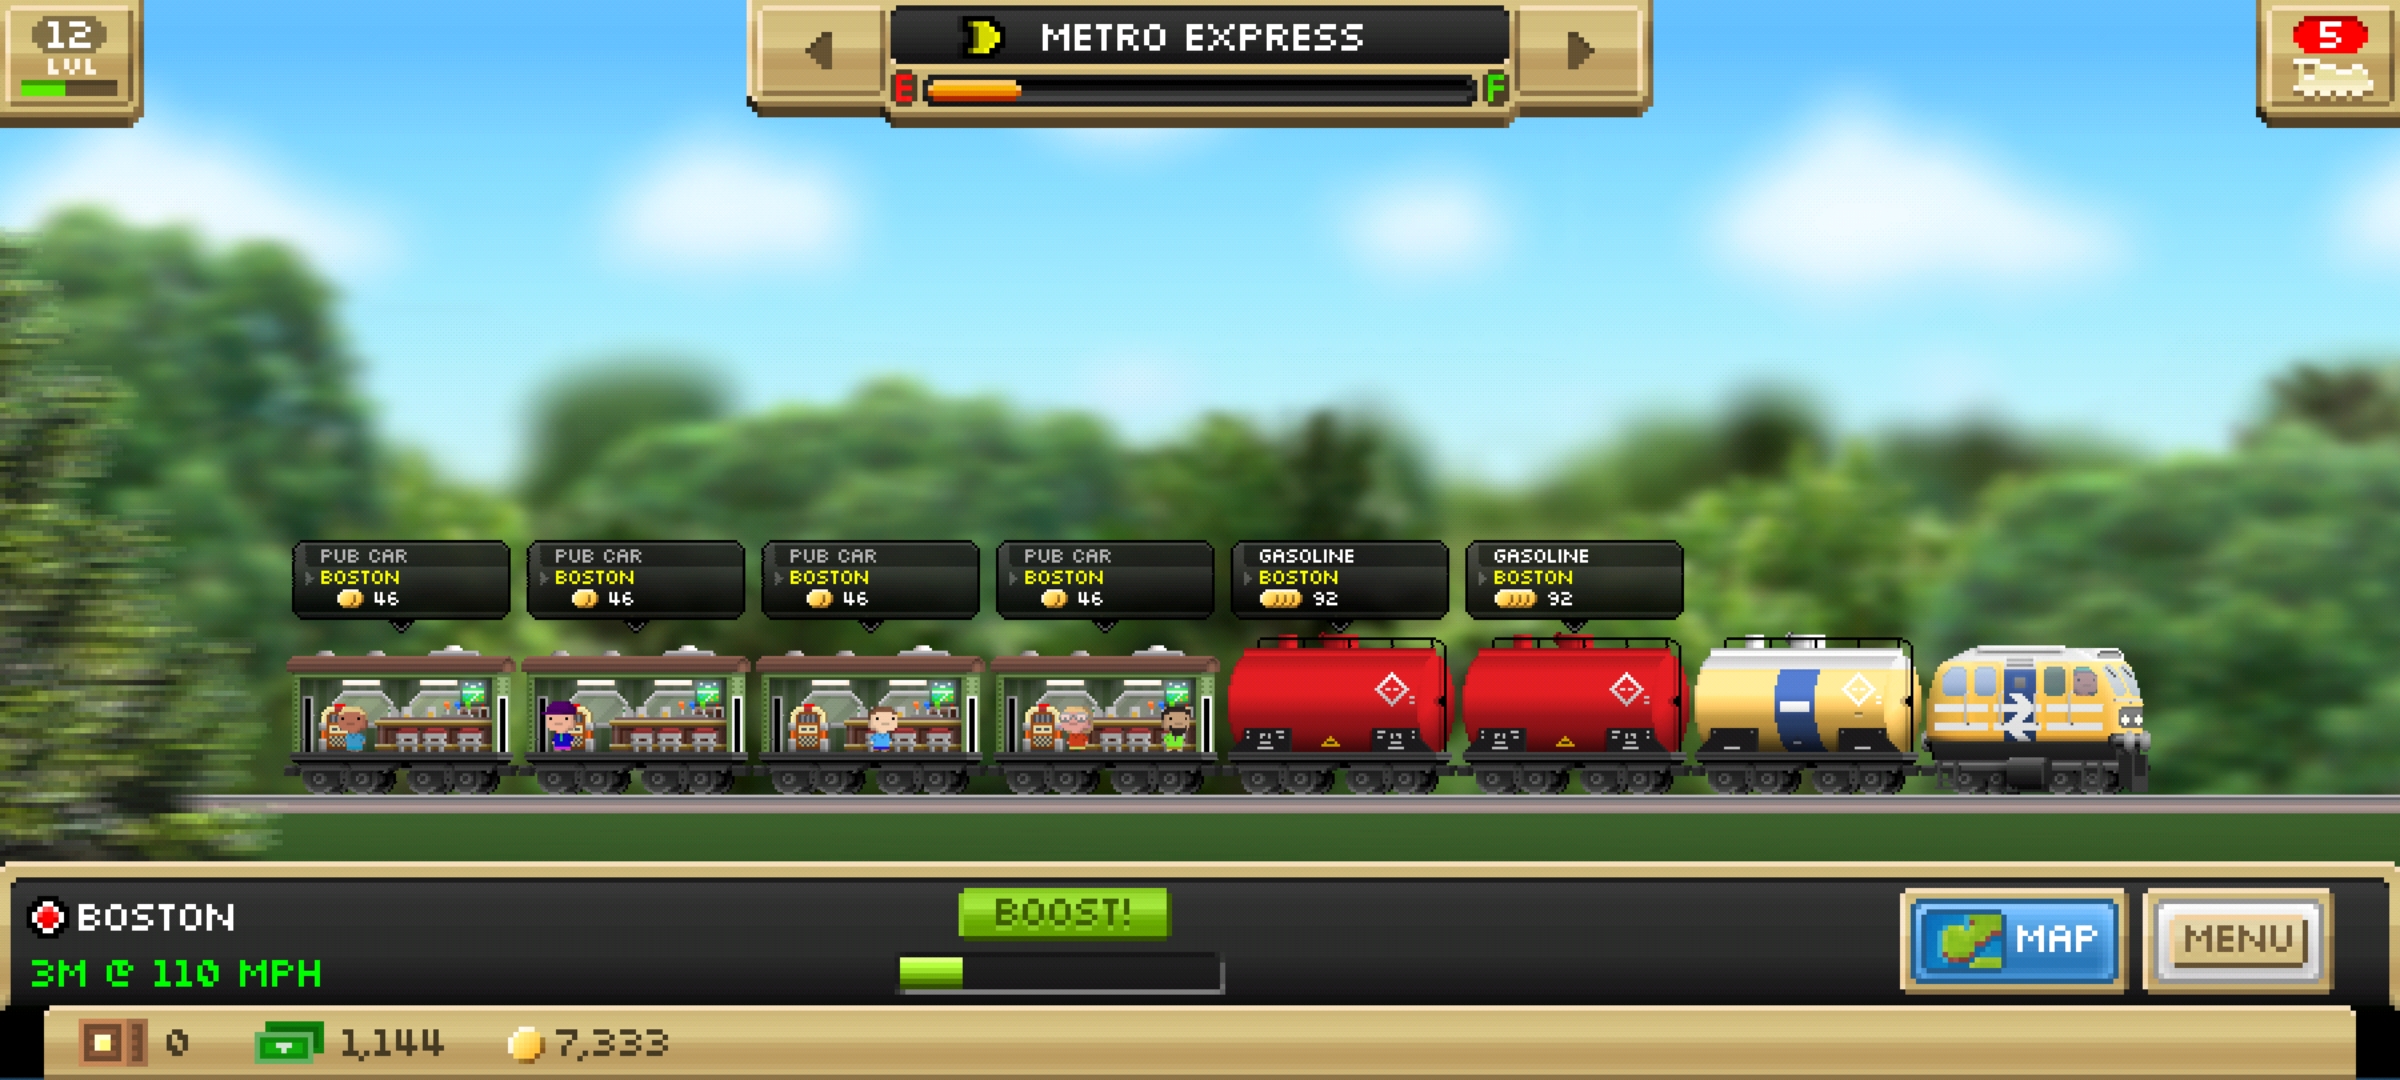 12
LVL
METRO EXPRESS
E F
5
PUB CAR
BOSTON
46
PUB CAR
BOSTON
46
PUB CAR
BOSTON
46
PUB CAR
BOSTON
46
GASOLINE
BOSTON
92
GASOLINE
BOSTON
92
BOSTON
3M @ 110 MPH
BOOST!
MAP
MENU
0
1,144
7,333